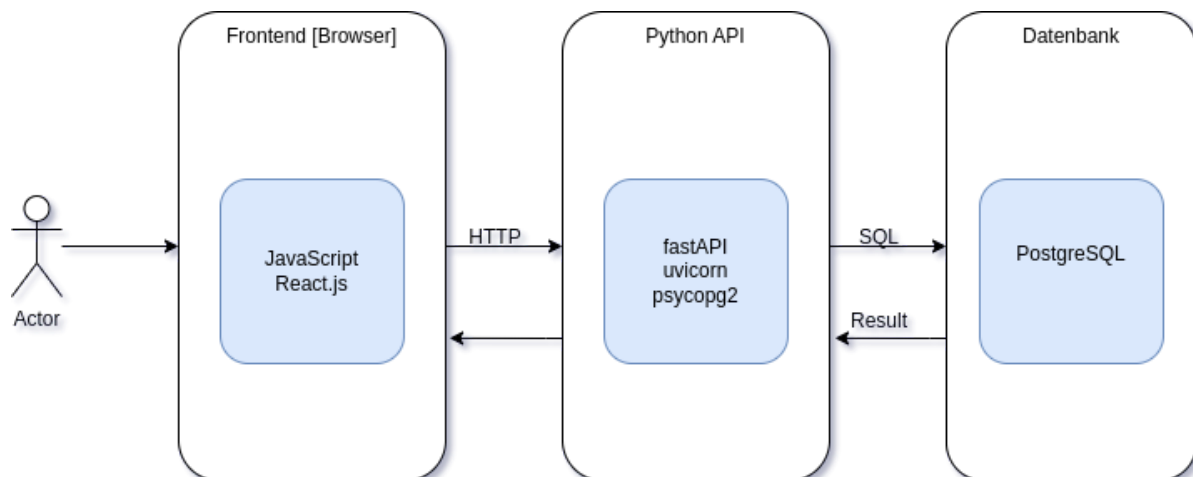 Frontend [Browser]
Python API
Datenbank
Actor
JavaScript
React.js
HTTP
fastAPI
uvicorn
psycopg2
SQL
Result
PostgreSQL